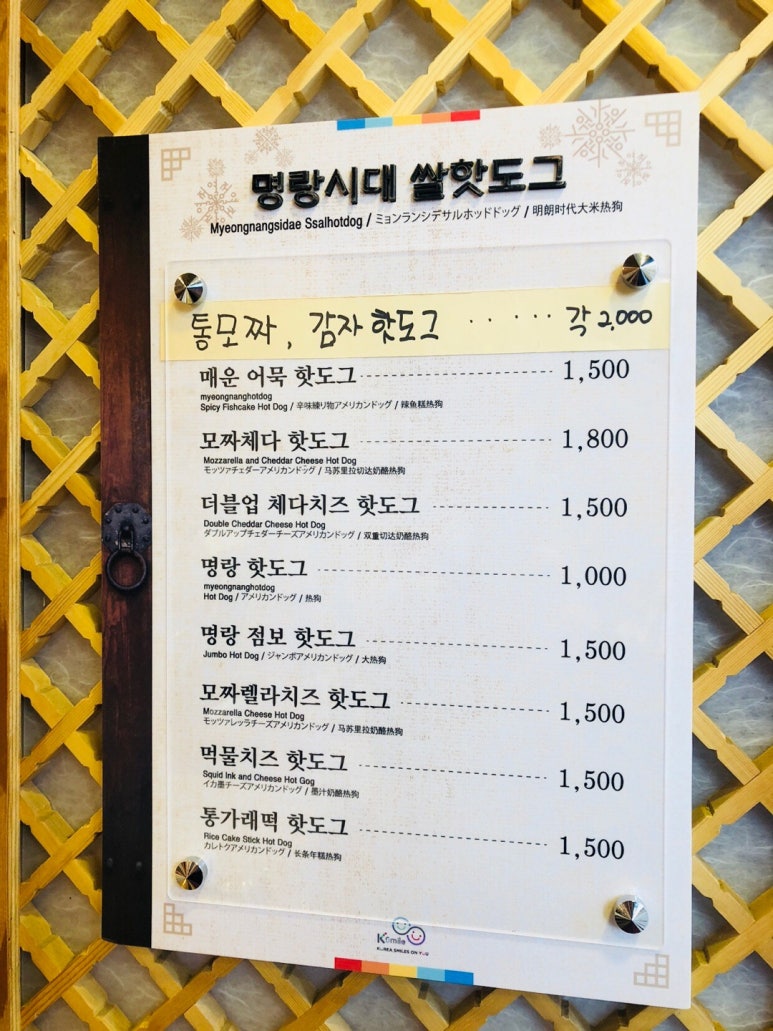 명랑시대 쌀핫도그
Myeongnangsidae Ssalhotdog / ミョンランシデサルホッドドッグ / 明朗时代大米热狗
통모짜, 감자 핫도그 ······ 각 2,000
매운 어묵 핫도그 1,500
myeongnanghotdog
Spicy Fishcake Hot Dog / 辛味練り物アメリカンドッグ / 辣鱼糕热狗
모짜체다 핫도그 1,800
Mozzarella and Cheddar Cheese Hot Dog
モッツァチェダーアメリカンドッグ / 马苏里拉切达奶酪热狗
더블업 체다치즈 핫도그 1,500
Double Cheddar Cheese Hot Dog
ダブルアップチェダーチーズアメリカンドッグ / 双重切达奶酪热狗
명랑 핫도그 1,000
myeongnanghotdog
Hot Dog / アメリカンドッグ / 热狗
명랑 점보 핫도그 1,500
Jumbo Hot Dog / ジャンボアメリカンドッグ / 大热狗
모짜렐라치즈 핫도그 1,500
Mozzarella Cheese Hot Dog
モッツァレッラチーズアメリカンドッグ / 马苏里拉奶酪热狗
먹물치즈 핫도그 1,500
Squid Ink and Cheese Hot Gog
イカ墨チーズアメリカンドッグ / 墨汁奶酪热狗
통가래떡 핫도그 1,500
Rice Cake Stick Hot Dog
カレトクアメリカンドッグ / 长条年糕热狗
K smile
KOREA SMILES ON YOU